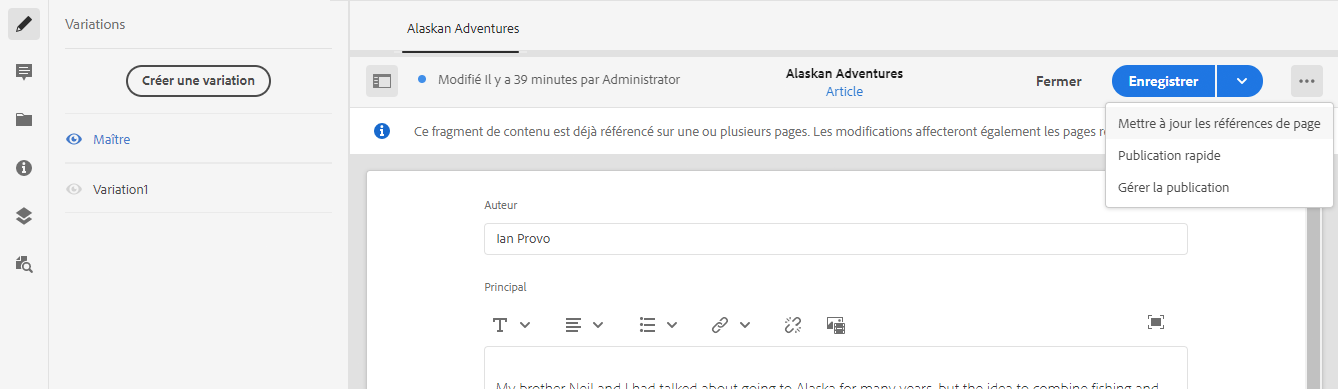 Variations
Créer une variation
Maître
Variation1
Alaskan Adventures
Modifié Il y a 39 minutes par Administrator
Alaskan Adventures
Article
Fermer
Enregistrer
Ce fragment de contenu est déjà référencé sur une ou plusieurs pages. Les modifications affecteront également les pages
Mettre à jour les références de page
Publication rapide
Gérer la publication
Auteur
Ian Provo
Principal
My brother Neil and I had talked about going to Alaska for many years, but the idea to combine fishing and